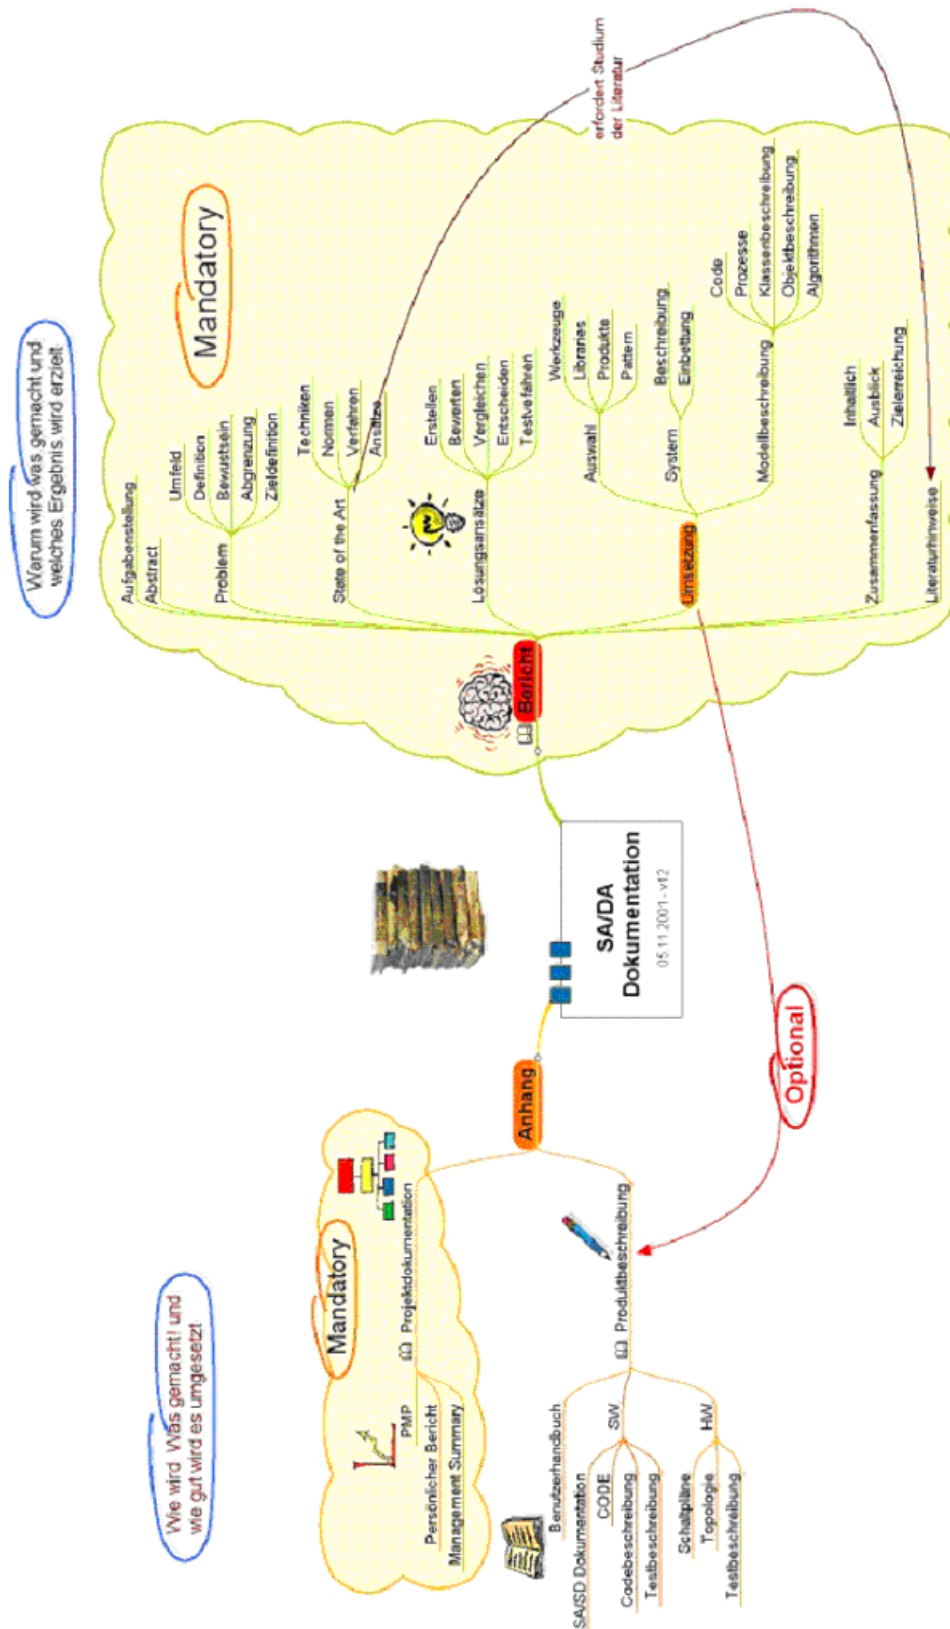 Warum wird was gemacht und
welches Ergebnis wird erzielt
Mandatory
Aufgabenstellung
Abstract
Problem
Umfeld
Definition
Bewustsein
Abgrenzung
Zieldefinition
State of the Art
Techniken
Normen
Verfahren
Ansätze
erfordert Studium
der Literatur
Lösungsansätze
Erstellen
Bewerten
Vergleichen
Entscheiden
Testvefahren
Umsetzung
Auswahl
Werkzeuge
Libraries
Produkte
Pattern
System
Beschreibung
Einbettung
Modellbeschreibung
Code
Prozesse
Klassenbeschreibung
Objektbeschreibung
Algorithmen
Zusammenfassung
Inhaltlich
Ausblick
Zielerreichung
Literaturhinweise
Bericht
SA/DA
Dokumentation
05.11.2001 - v12
Anhang
Optional
Wie wird Was gemacht! und
wie gut wird es umgesetzt
Mandatory
Projektdokumentation
PMP
Persönlicher Bericht
Management Summary
Produktbeschreibung
Benutzerhandbuch
SW
SA/SD Dokumentation
CODE
Codebeschreibung
Testbeschreibung
HW
Schaltpläne
Topologie
Testbeschreibung